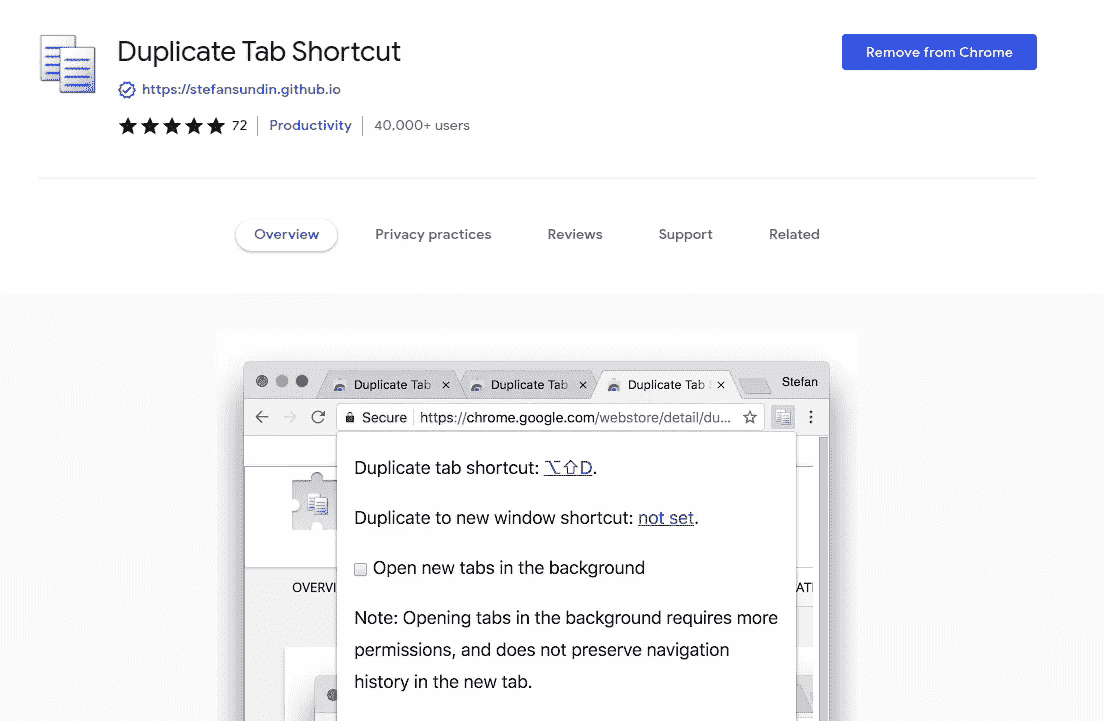 Duplicate Tab Shortcut
Remove from Chrome
https://stefansundin.github.io
72 Productivity 40,000+ users
Overview Privacy practices Reviews Support Related
Duplicate Tab Duplicate Tab Duplicate Tab Stefan
Secure https://chrome.google.com/webstore/detail/du...
Duplicate tab shortcut: ⌥⇧D.
Duplicate to new window shortcut: not set.
Open new tabs in the background
OVERVI
Note: Opening tabs in the background requires more
permissions, and does not preserve navigation
history in the new tab.